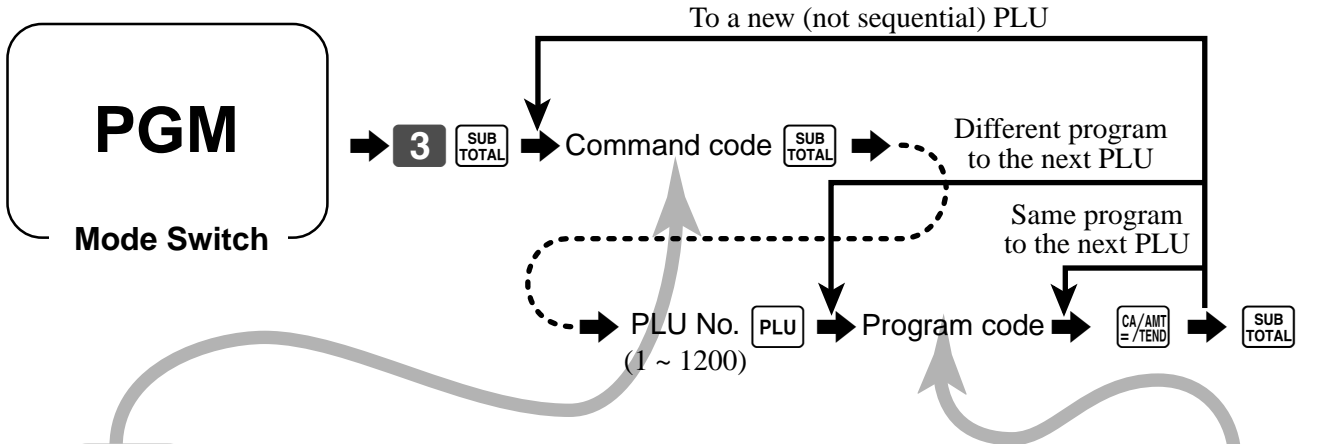 To a new (not sequential) PLU
PGM
Mode Switch
3 SUB TOTAL Command code SUB TOTAL
Different program
to the next PLU
Same program
to the next PLU
PLU No. PLU Program code CA/AMT = /TEND SUB TOTAL
(1 ~ 1200)